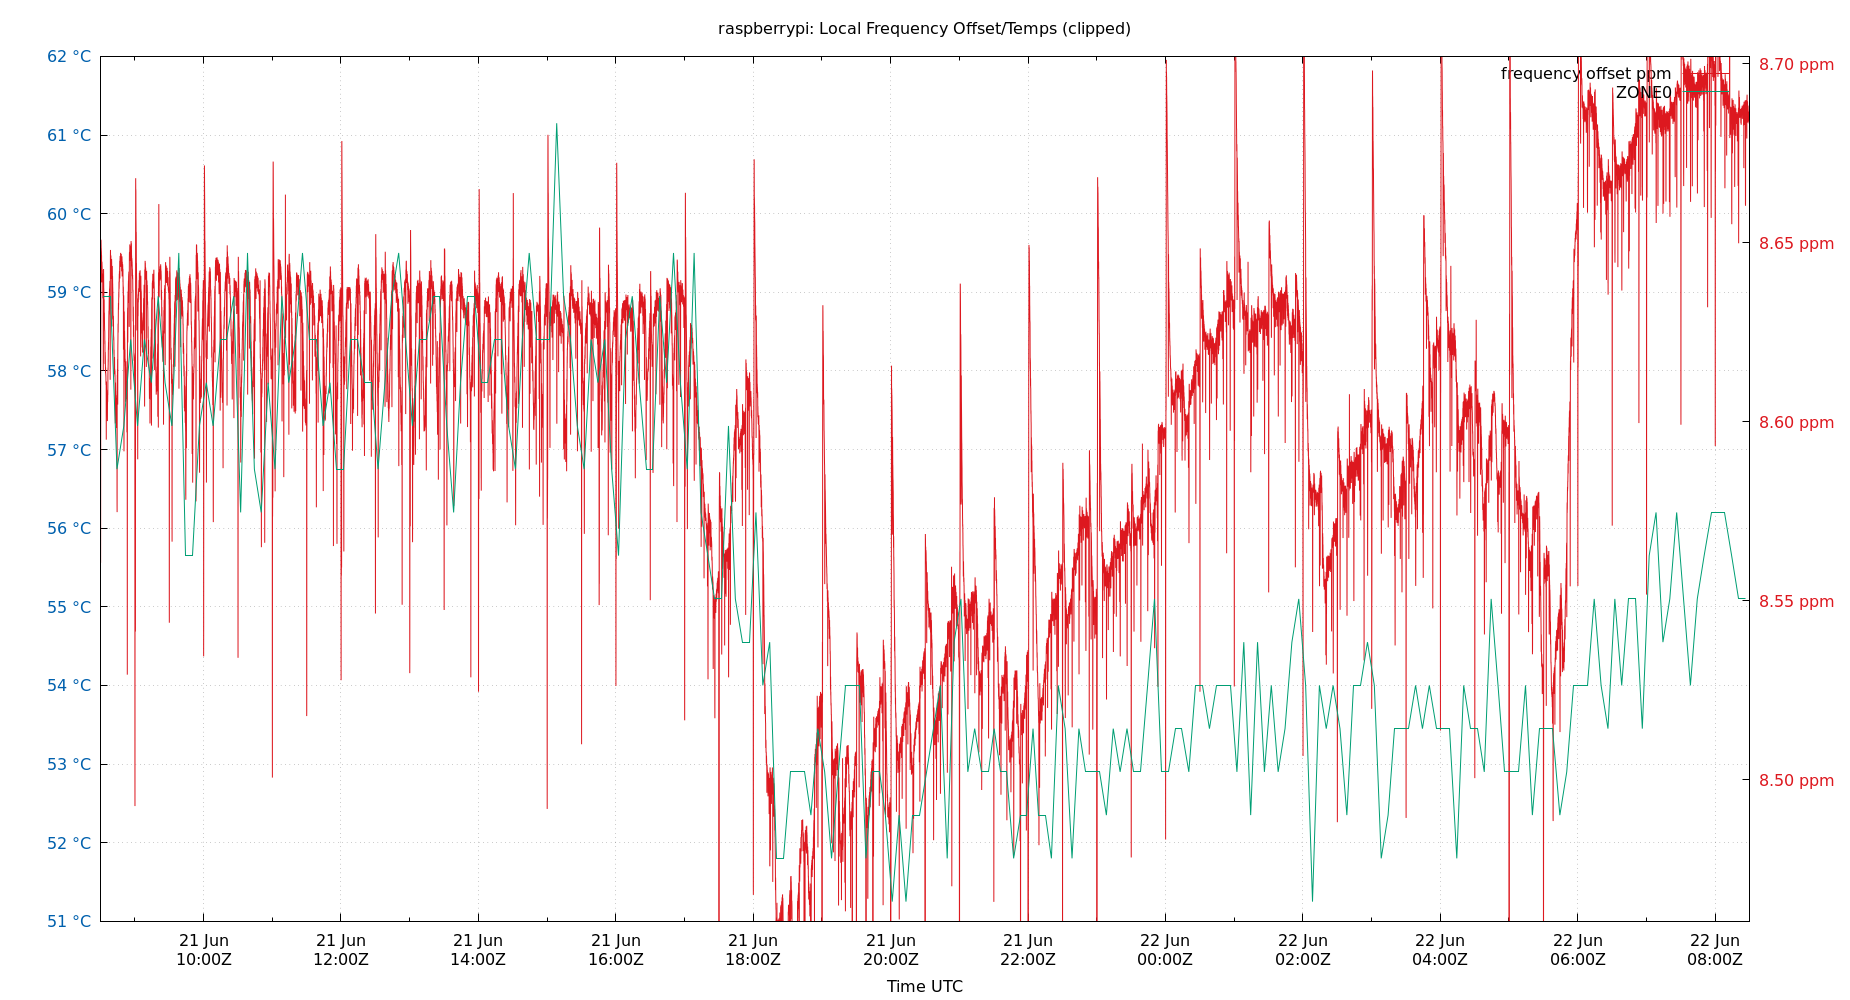 raspberrypi: Local Frequency Offset/Temps (clipped)
62 °C
61 °C
60 °C
59 °C
58 °C
57 °C
56 °C
55 °C
54 °C
53 °C
52 °C
51 °C
frequency offset ppm
ZONE0
8.70 ppm
8.65 ppm
8.60 ppm
8.55 ppm
8.50 ppm
21 Jun 21 Jun 21 Jun 21 Jun 21 Jun 21 Jun 21 Jun 22 Jun 22 Jun 22 Jun 22 Jun 22 Jun
10:00Z 12:00Z 14:00Z 16:00Z 18:00Z 20:00Z 22:00Z 00:00Z 02:00Z 04:00Z 06:00Z 08:00Z
Time UTC